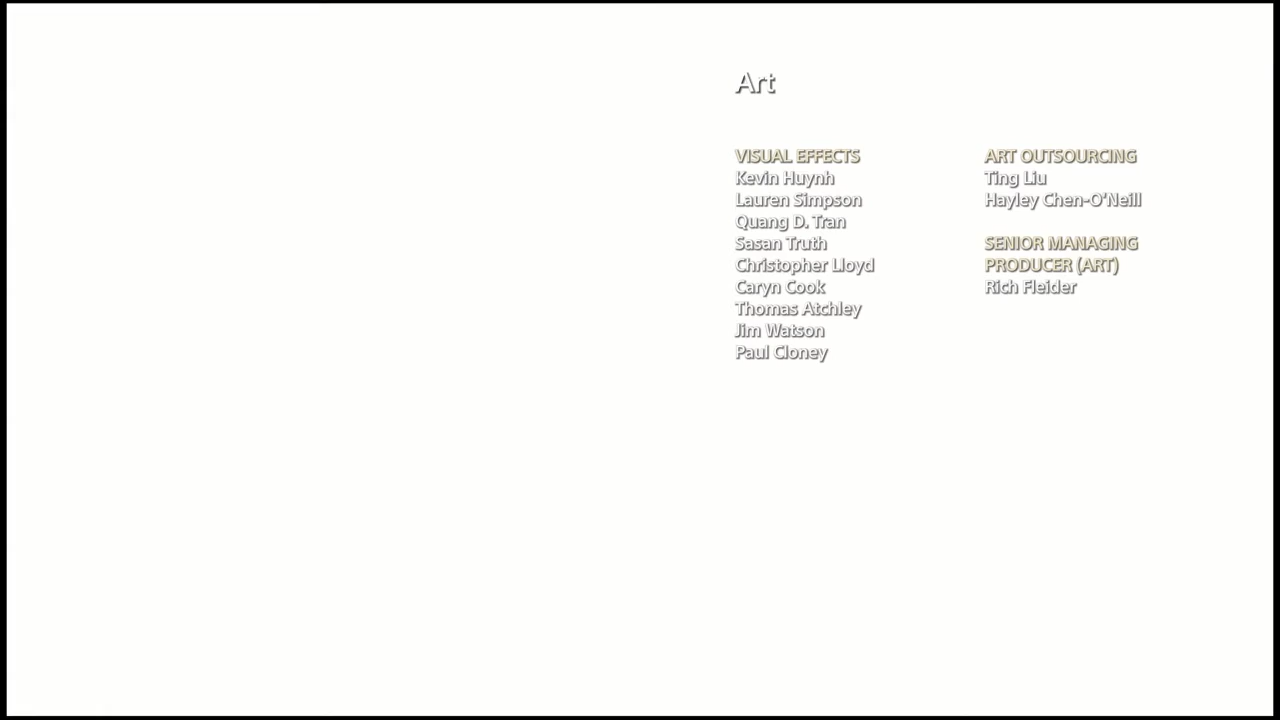 Art
VISUAL EFFECTS
Kevin Huynh
Lauren Simpson
Quang D. Tran
Sasan Truth
Christopher Lloyd
Caryn Cook
Thomas Atchley
Jim Watson
Paul Cloney
ART OUTSOURCING
Ting Liu
Hayley Chen-O'Neill
SENIOR MANAGING
PRODUCER (ART)
Rich Fleider